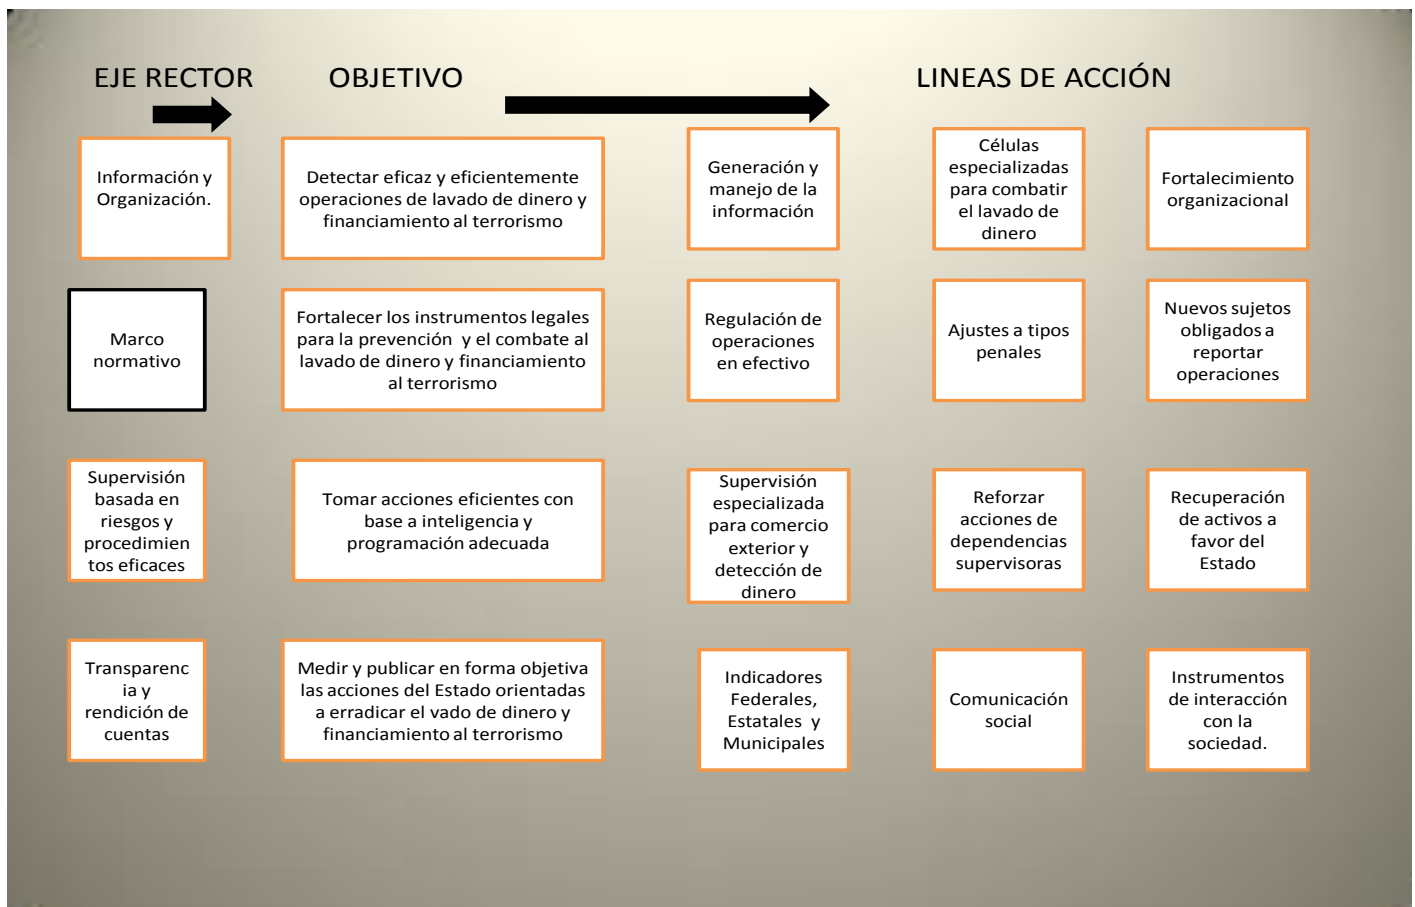 EJE RECTOR
OBJETIVO
LINEAS DE ACCIÓN
Información y
Organización.
Detectar eficaz y eficientemente
operaciones de lavado de dinero y
financiamiento al terrorismo
Generación y
manejo de la
información
Células
especializadas
para combatir
el lavado de
dinero
Fortalecimiento
organizacional
Marco
normativo
Fortalecer los instrumentos legales
para la prevención y el combate al
lavado de dinero y financiamiento
al terrorismo
Regulación de
operaciones
en efectivo
Ajustes a tipos
penales
Nuevos sujetos
obligados a
reportar
operaciones
Supervisión
basada en
riesgos y
procedimien
tos eficaces
Tomar acciones eficientes con
base a inteligencia y
programación adecuada
Supervisión
especializada
para comercio
exterior y
detección de
dinero
Reforzar
acciones de
dependencias
supervisoras
Recuperación
de activos a
favor del
Estado
Transparenc
ia y
rendición de
cuentas
Medir y publicar en forma objetiva
las acciones del Estado orientadas
a erradicar el vado de dinero y
financiamiento al terrorismo
Indicadores
Federales,
Estatales y
Municipales
Comunicación
social
Instrumentos
de interacción
con la
sociedad.